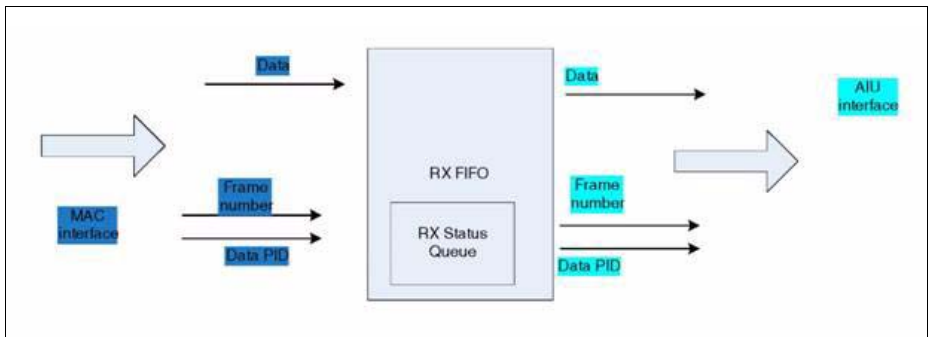 Data
Frame
number
MAC
interface
Data PID
RX FIFO
RX Status
Queue
Data
Frame
number
Data PID
AIU
interface